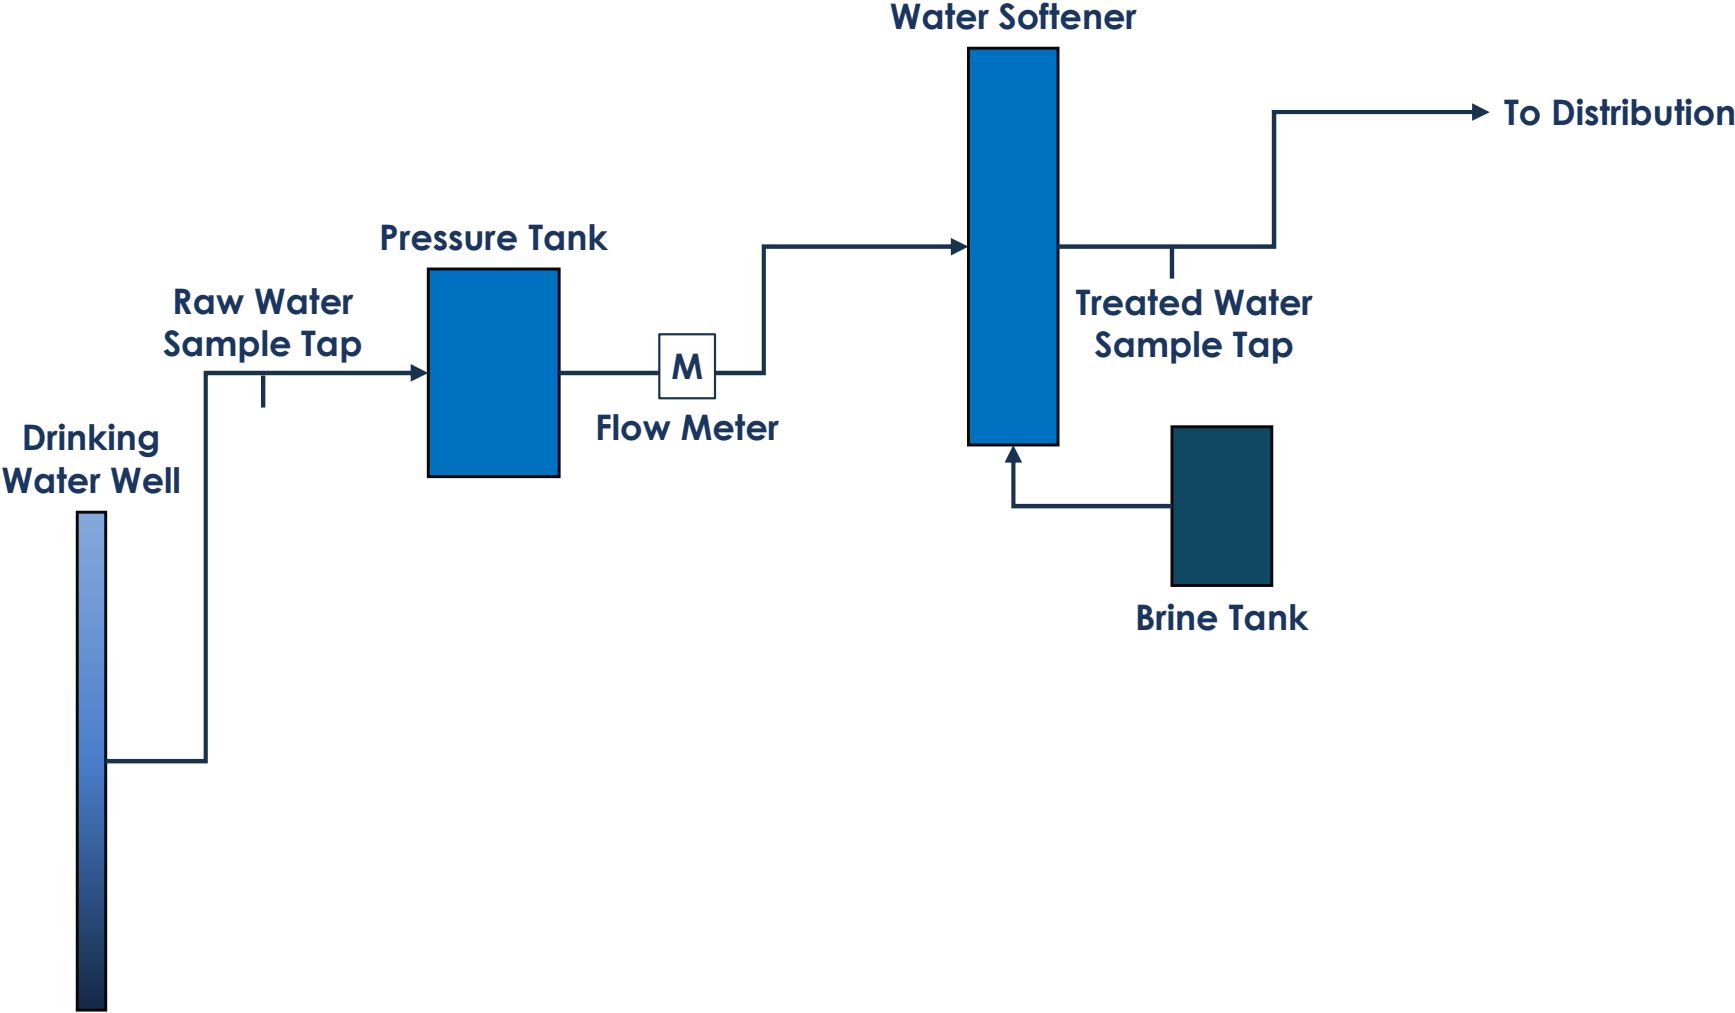 Water Softener
To Distribution
Pressure Tank
Raw Water
Sample Tap
Treated Water
Sample Tap
M
Flow Meter
Drinking
Water Well
Brine Tank